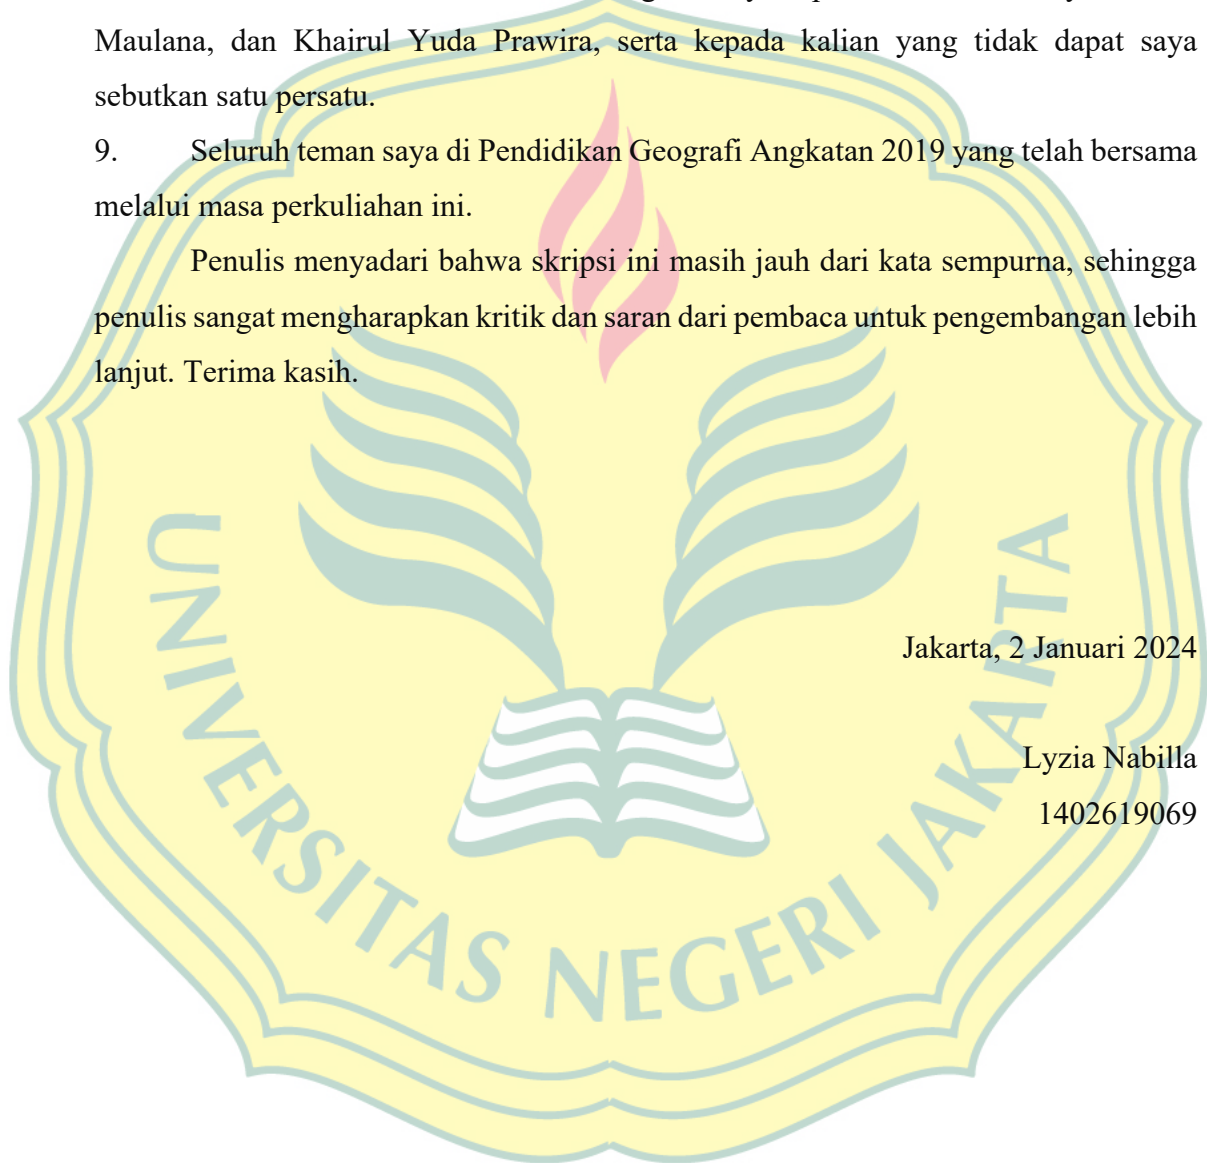 Maulana, dan Khairul Yuda Prawira, serta kepada kalian yang tidak dapat saya
sebutkan satu persatu.
9. Seluruh teman saya di Pendidikan Geografi Angkatan 2019 yang telah bersama
melalui masa perkuliahan ini.
Penulis menyadari bahwa skripsi ini masih jauh dari kata sempurna, sehingga
penulis sangat mengharapkan kritik dan saran dari pembaca untuk pengembangan lebih
lanjut. Terima kasih.
Jakarta, 2 Januari 2024
Lyzia Nabilla
1402619069
UNIVERSITAS NEGERI JAKARTA